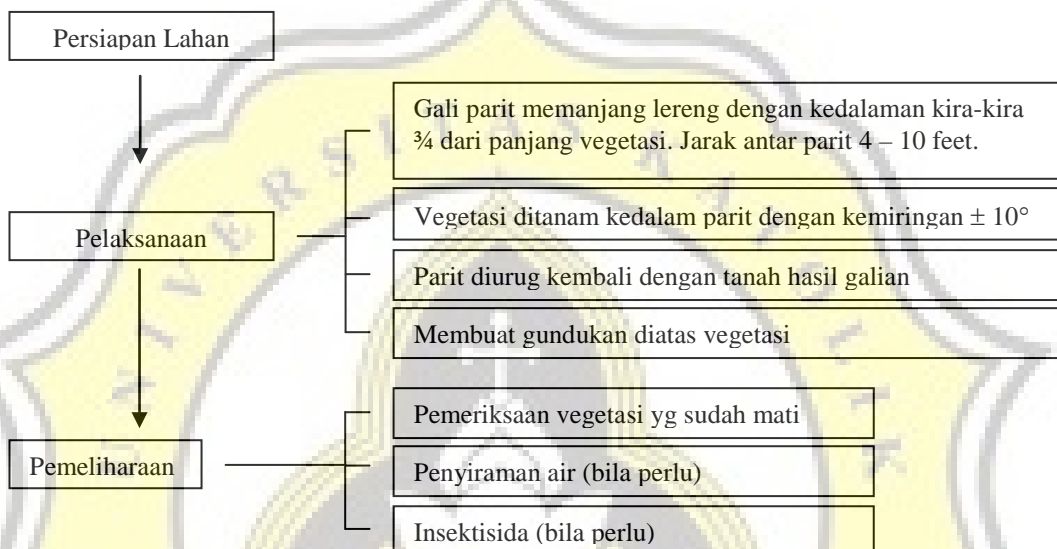 Persiapan Lahan
Gali parit memanjang lereng dengan kedalaman kira-kira
¾ dari panjang vegetasi. Jarak antar parit 4 – 10 feet.
Pelaksanaan
Vegetasi ditanam kedalam parit dengan kemiringan ± 10°
Parit diurug kembali dengan tanah hasil galian
Membuat gundukan diatas vegetasi
Pemeliharaan
Pemeriksaan vegetasi yg sudah mati
Penyiraman air (bila perlu)
Insektisida (bila perlu)
UNIVERSITAS KATOLIK